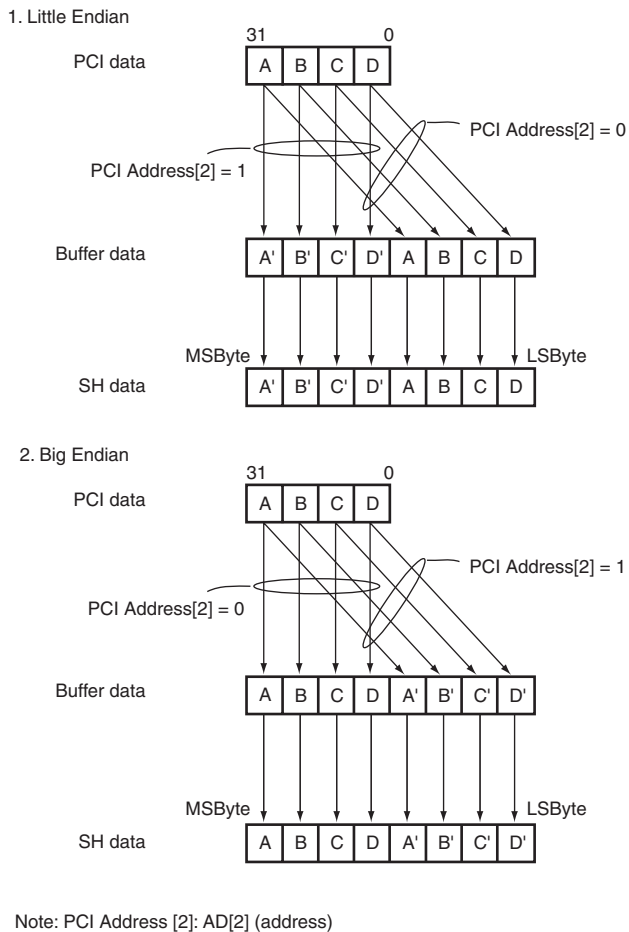 1. Little Endian
31 0
PCI data A B C D
PCI Address[2] = 0
PCI Address[2] = 1
Buffer data A' B' C' D' A B C D
MSByte LSByte
SH data A' B' C' D' A B C D
2. Big Endian
31 0
PCI data A B C D
PCI Address[2] = 1
PCI Address[2] = 0
Buffer data A B C D A' B' C' D'
MSByte LSByte
SH data A B C D A' B' C' D'
Note: PCI Address [2]: AD[2] (address)